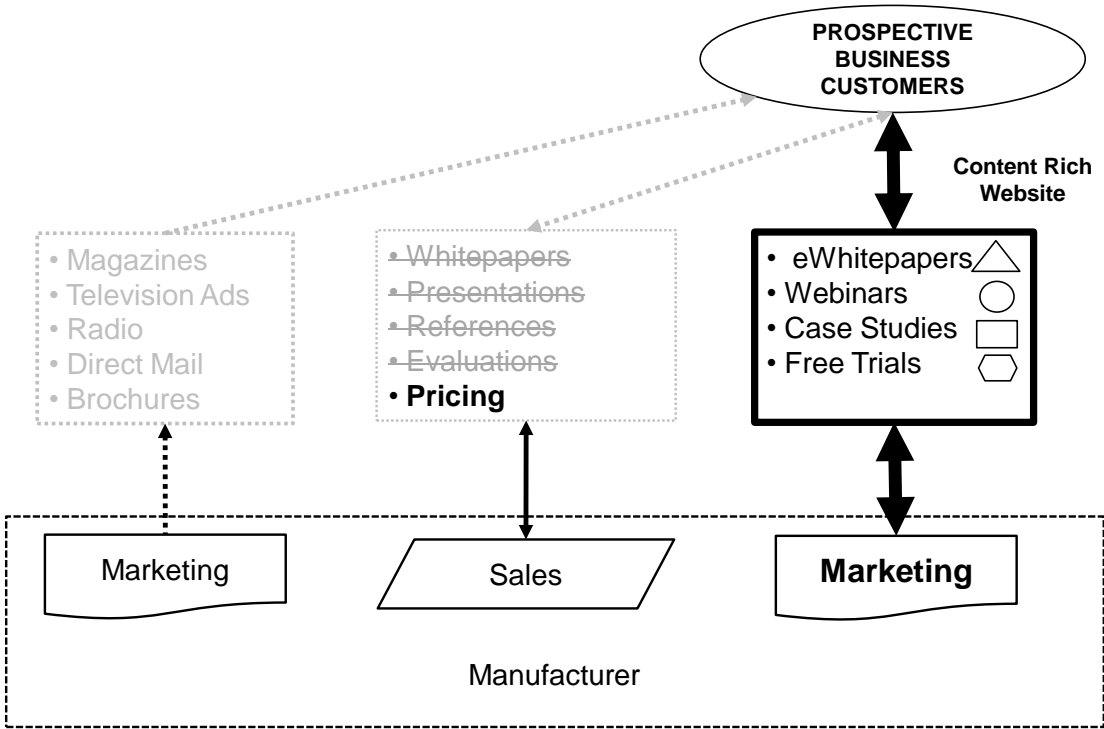 PROSPECTIVE
BUSINESS
CUSTOMERS
Content Rich
Website
• Magazines
• Television Ads
• Radio
• Direct Mail
• Brochures
• Whitepapers
• Presentations
• References
• Evaluations
• Pricing
• eWhitepapers
• Webinars
• Case Studies
• Free Trials
Marketing
Sales
Marketing
Manufacturer